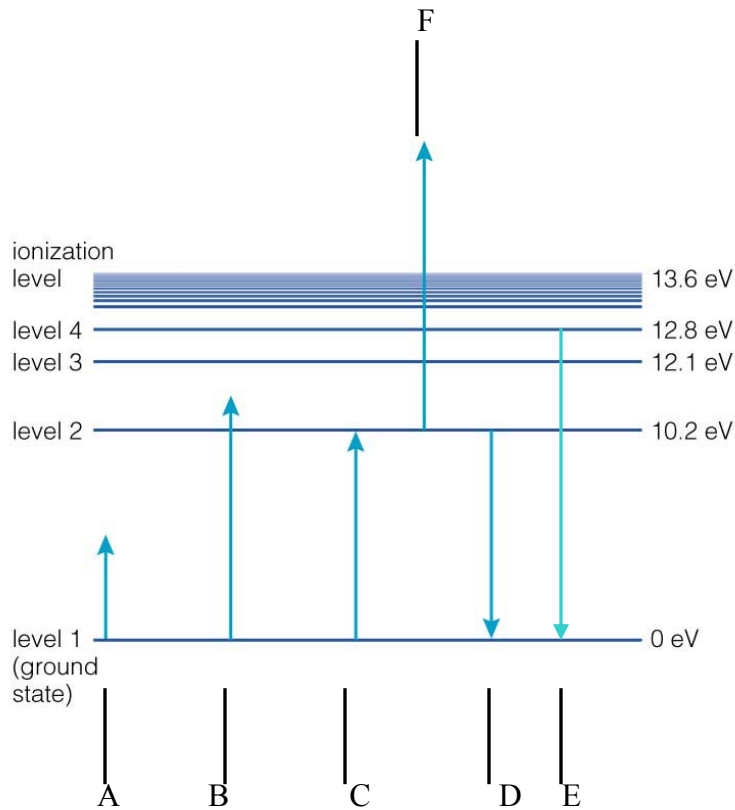 F
ionization
level 13.6 eV
level 4 12.8 eV
level 3 12.1 eV
level 2 10.2 eV
level 1 0 eV
(ground
state)
A B C D E